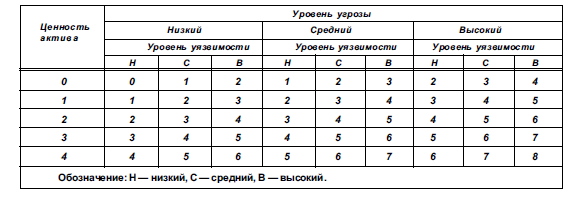 Ценность актива
Уровень угрозы
Низкий Средний Высокий
Уровень уязвимости Уровень уязвимости Уровень уязвимости
Н С В Н С В Н С В
0 0 1 2 1 2 3 2 3 4
1 1 2 3 2 3 4 3 4 5
2 2 3 4 3 4 5 4 5 6
3 3 4 5 4 5 6 5 6 7
4 4 5 6 5 6 7 6 7 8
Обозначение: Н — низкий, С — средний, В — высокий.